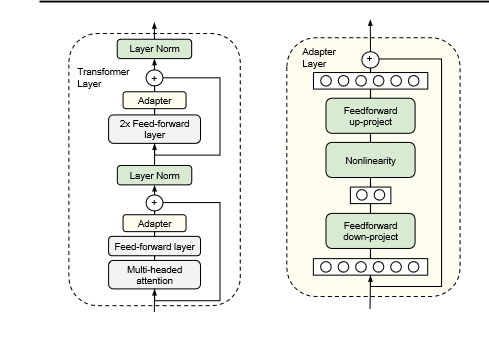 Layer Norm
Transformer
Layer
+
Adapter
2x Feed-forward
layer
Layer Norm
+
Adapter
Feed-forward layer
Multi-headed
attention
Adapter
Layer
+
Feedforward
up-project
Nonlinearity
Feedforward
down-project